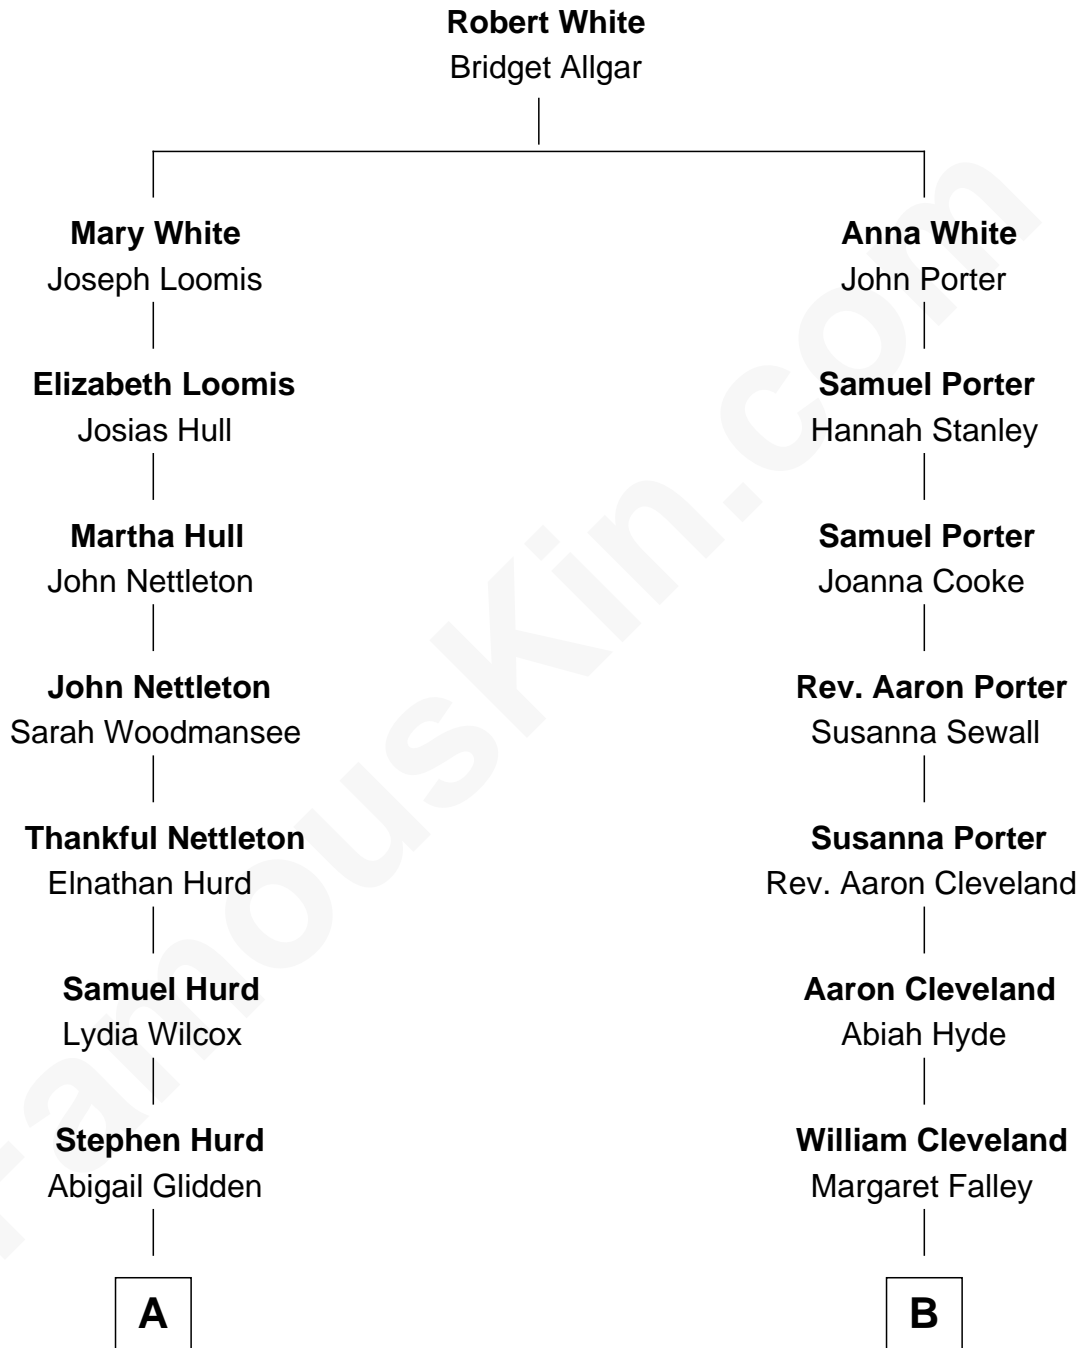 Robert White
Bridget Allgar
Mary White
Joseph Loomis
Anna White
John Porter
Elizabeth Loomis
Josias Hull
Samuel Porter
Hannah Stanley
Martha Hull
John Nettleton
Samuel Porter
Joanna Cooke
John Nettleton
Sarah Woodmansee
Rev. Aaron Porter
Susanna Sewall
Thankful Nettleton
Elnathan Hurd
Susanna Porter
Rev. Aaron Cleveland
Samuel Hurd
Lydia Wilcox
Aaron Cleveland
Abiah Hyde
Stephen Hurd
Abigail Glidden
William Cleveland
Margaret Falley
A
B
FamousKin.com